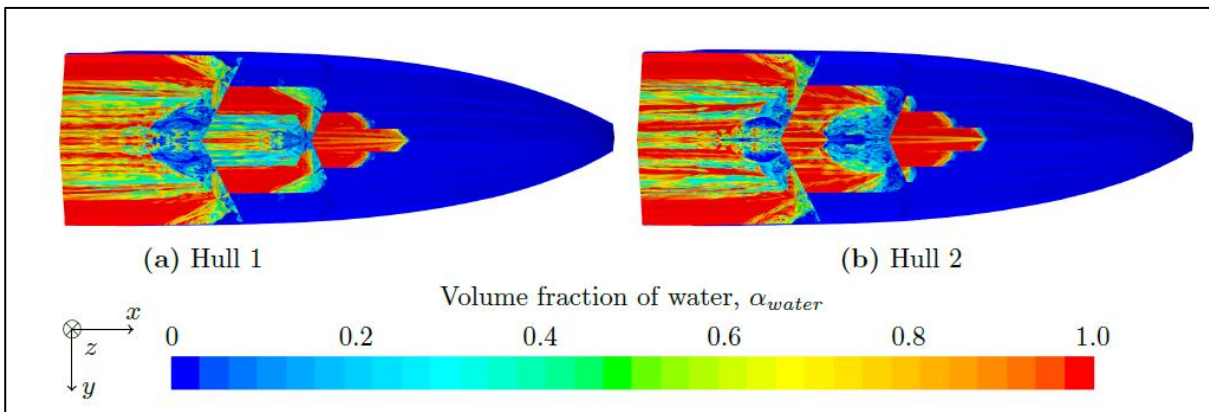 (a) Hull 1
(b) Hull 2
Volume fraction of water, α_water
0 0.2 0.4 0.6 0.8 1.0
x
z
y